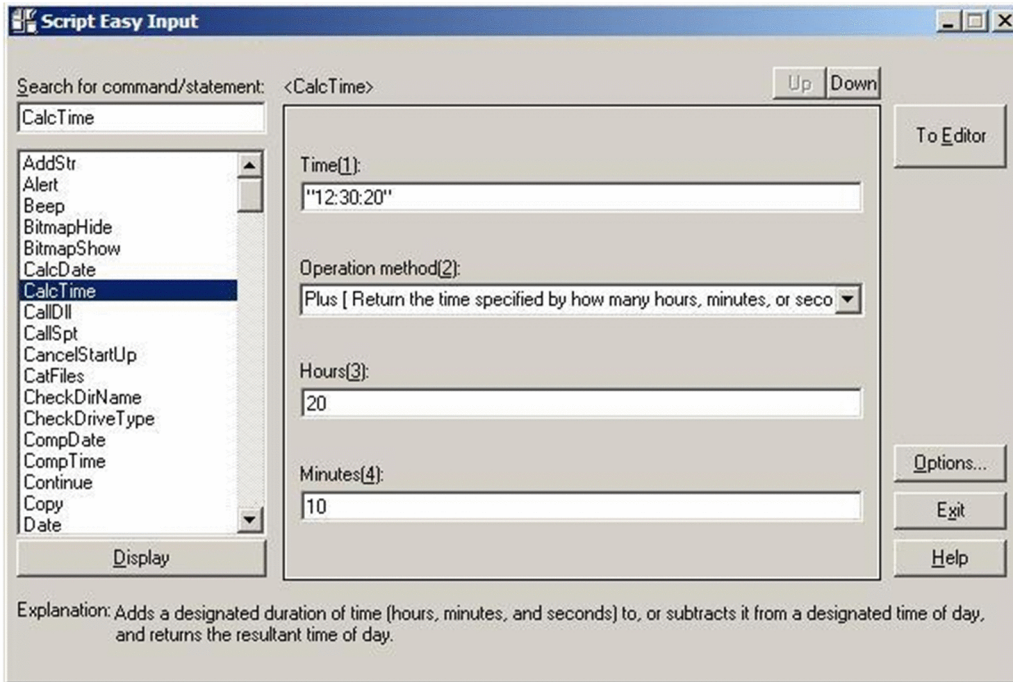 Script Easy Input
Search for command/statement:
CalcTime
AddStr
Alert
Beep
BitmapHide
BitmapShow
CalcDate
CalcTime
CallDll
CallSpt
CancelStartUp
CatFiles
CheckDirName
CheckDriveType
CompDate
CompTime
Continue
Copy
Date
Display
<CalcTime>
Up Down
Time(1):
"12:30:20"
Operation method(2):
Plus [ Return the time specified by how many hours, minutes, or seco
Hours(3):
20
Minutes(4):
10
To Editor
Options...
Exit
Help
Explanation: Adds a designated duration of time (hours, minutes, and seconds) to, or subtracts it from a designated time of day,
and returns the resultant time of day.